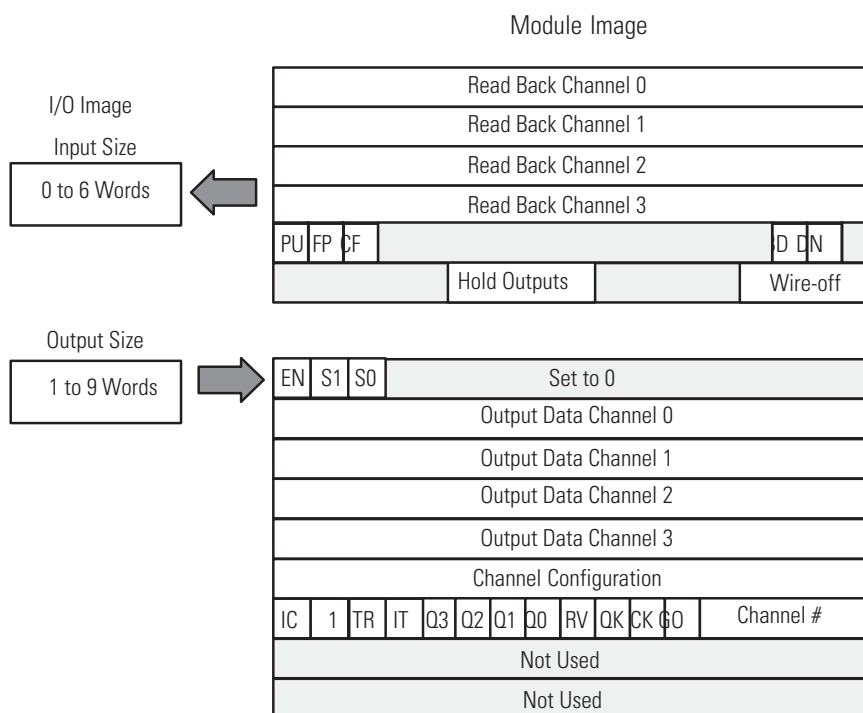 Module Image
I/O Image
Input Size
0 to 6 Words
Read Back Channel 0
Read Back Channel 1
Read Back Channel 2
Read Back Channel 3
PU FP CF D DN
Hold Outputs Wire-off
Output Size
1 to 9 Words
EN S1 S0 Set to 0
Output Data Channel 0
Output Data Channel 1
Output Data Channel 2
Output Data Channel 3
Channel Configuration
IC 1 TR IT Q3 Q2 Q1 Q0 RV QK CK GO Channel #
Not Used
Not Used